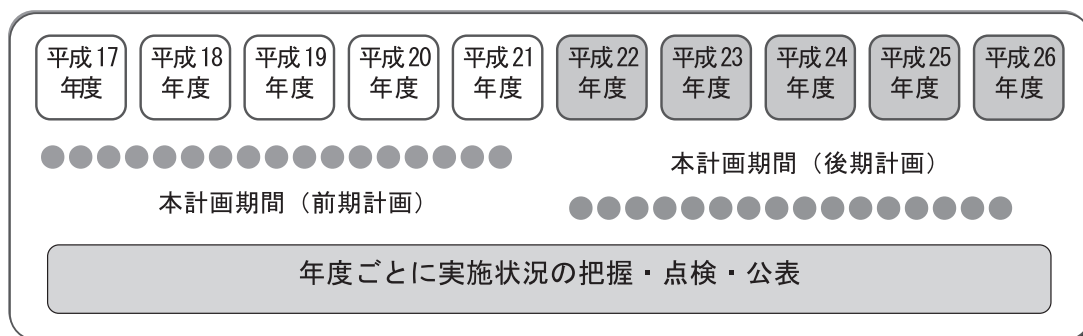 平成17年度
平成18年度
平成19年度
平成20年度
平成21年度
平成22年度
平成23年度
平成24年度
平成25年度
平成26年度
本計画期間（後期計画）
本計画期間（前期計画）
年度ごとに実施状況の把握・点検・公表